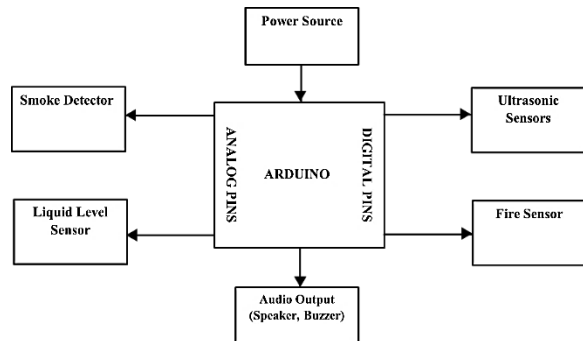 Power Source
Smoke Detector
Ultrasonic
Sensors
ANALOG PINS
ARDUINO
DIGITAL PINS
Liquid Level
Sensor
Fire Sensor
Audio Output
(Speaker, Buzzer)